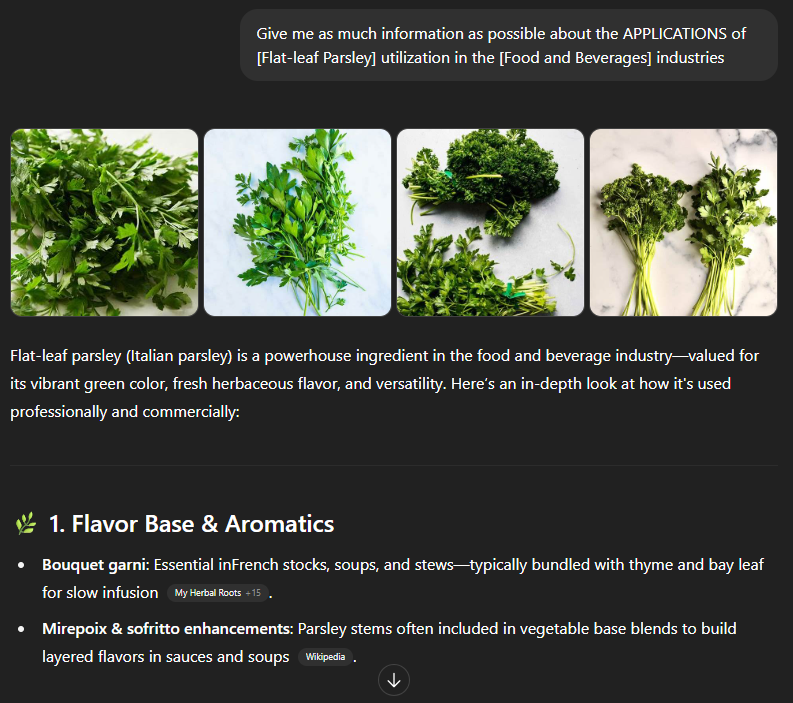 Give me as much information as possible about the APPLICATIONS of
[Flat-leaf Parsley] utilization in the [Food and Beverages] industries
Flat-leaf parsley (Italian parsley) is a powerhouse ingredient in the food and beverage industry—valued for
its vibrant green color, fresh herbaceous flavor, and versatility. Here's an in-depth look at how it's used
professionally and commercially:
1. Flavor Base & Aromatics
Bouquet garni: Essential inFrench stocks, soups, and stews—typically bundled with thyme and bay leaf
for slow infusion My Herbal Roots +15 .
Mirepoix & sofritto enhancements: Parsley stems often included in vegetable base blends to build
layered flavors in sauces and soups Wikipedia .